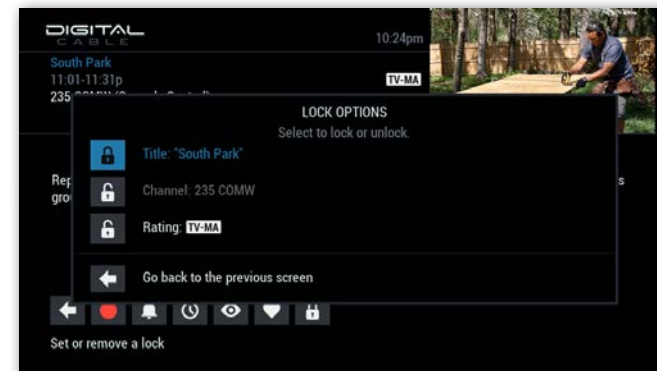 DIGITAL
CABLE
10:24pm
South Park
11:01-11:31p
TV-MA
235
LOCK OPTIONS
Select to lock or unlock.
Title: "South Park"
Channel: 235 COMW
Rating: TV-MA
Go back to the previous screen
Set or remove a lock